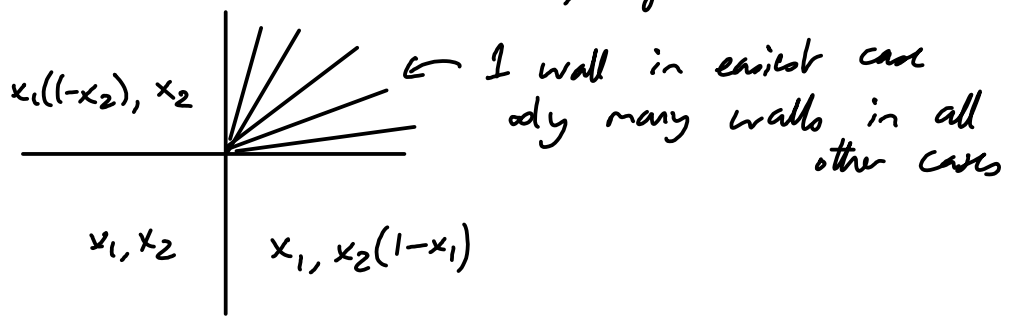 1 wall in easiest case
x₁(1-x₂), x₂
∞ly many walls in all
other cases
x₁, x₂
x₁, x₂(1-x₁)